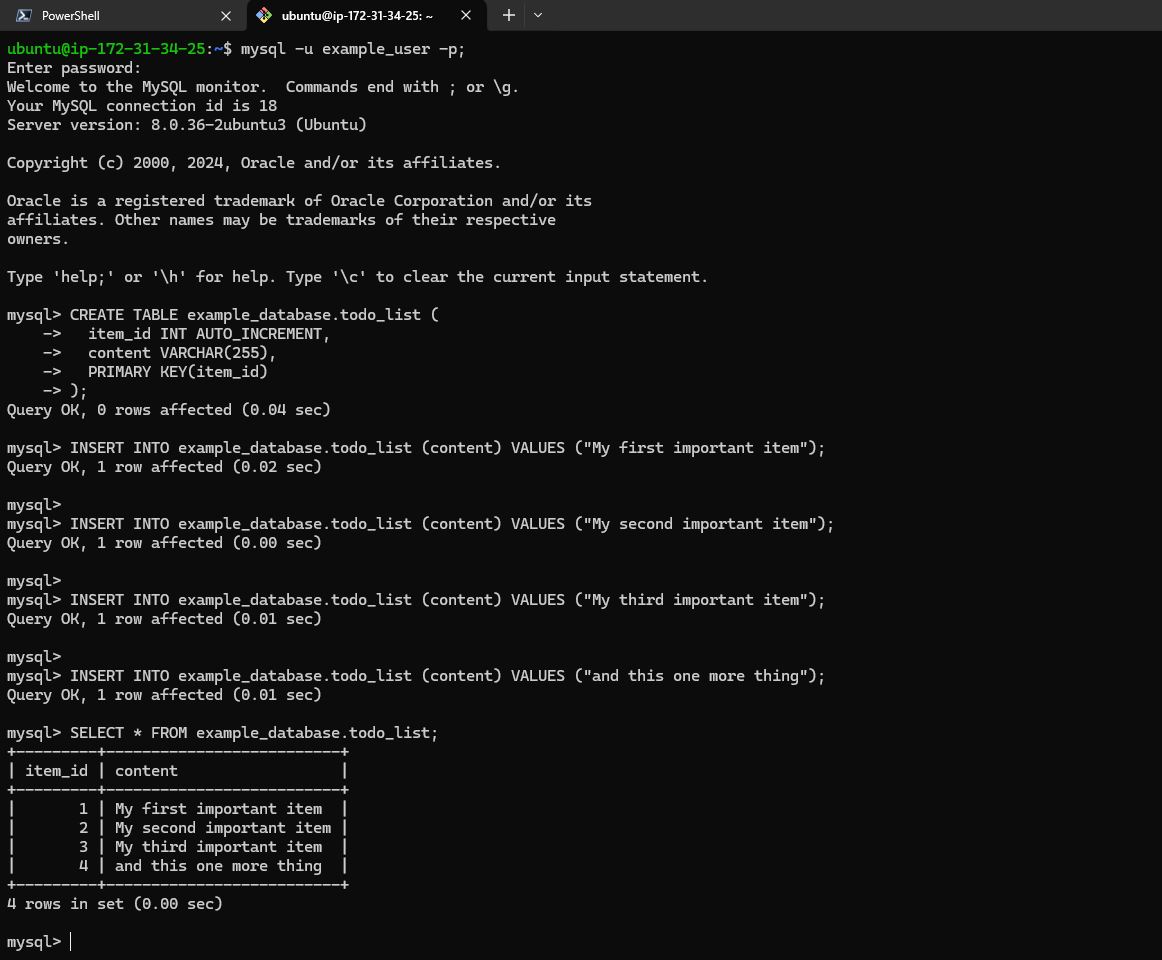 PowerShell
ubuntu@ip-172-31-34-25: ~
ubuntu@ip-172-31-34-25:~$ mysql -u example_user -p;
Enter password:
Welcome to the MySQL monitor.  Commands end with ; or \g.
Your MySQL connection id is 18
Server version: 8.0.36-2ubuntu3 (Ubuntu)

Copyright (c) 2000, 2024, Oracle and/or its affiliates.

Oracle is a registered trademark of Oracle Corporation and/or its
affiliates. Other names may be trademarks of their respective
owners.

Type 'help;' or '\h' for help. Type '\c' to clear the current input statement.

mysql> CREATE TABLE example_database.todo_list (
    ->   item_id INT AUTO_INCREMENT,
    ->   content VARCHAR(255),
    ->   PRIMARY KEY(item_id)
    -> );
Query OK, 0 rows affected (0.04 sec)

mysql> INSERT INTO example_database.todo_list (content) VALUES ("My first important item");
Query OK, 1 row affected (0.02 sec)

mysql>
mysql> INSERT INTO example_database.todo_list (content) VALUES ("My second important item");
Query OK, 1 row affected (0.00 sec)

mysql>
mysql> INSERT INTO example_database.todo_list (content) VALUES ("My third important item");
Query OK, 1 row affected (0.01 sec)

mysql>
mysql> INSERT INTO example_database.todo_list (content) VALUES ("and this one more thing");
Query OK, 1 row affected (0.01 sec)

mysql> SELECT * FROM example_database.todo_list;
+---------+--------------------------+
| item_id | content                  |
+---------+--------------------------+
|       1 | My first important item  |
|       2 | My second important item |
|       3 | My third important item  |
|       4 | and this one more thing  |
+---------+--------------------------+
4 rows in set (0.00 sec)

mysql>